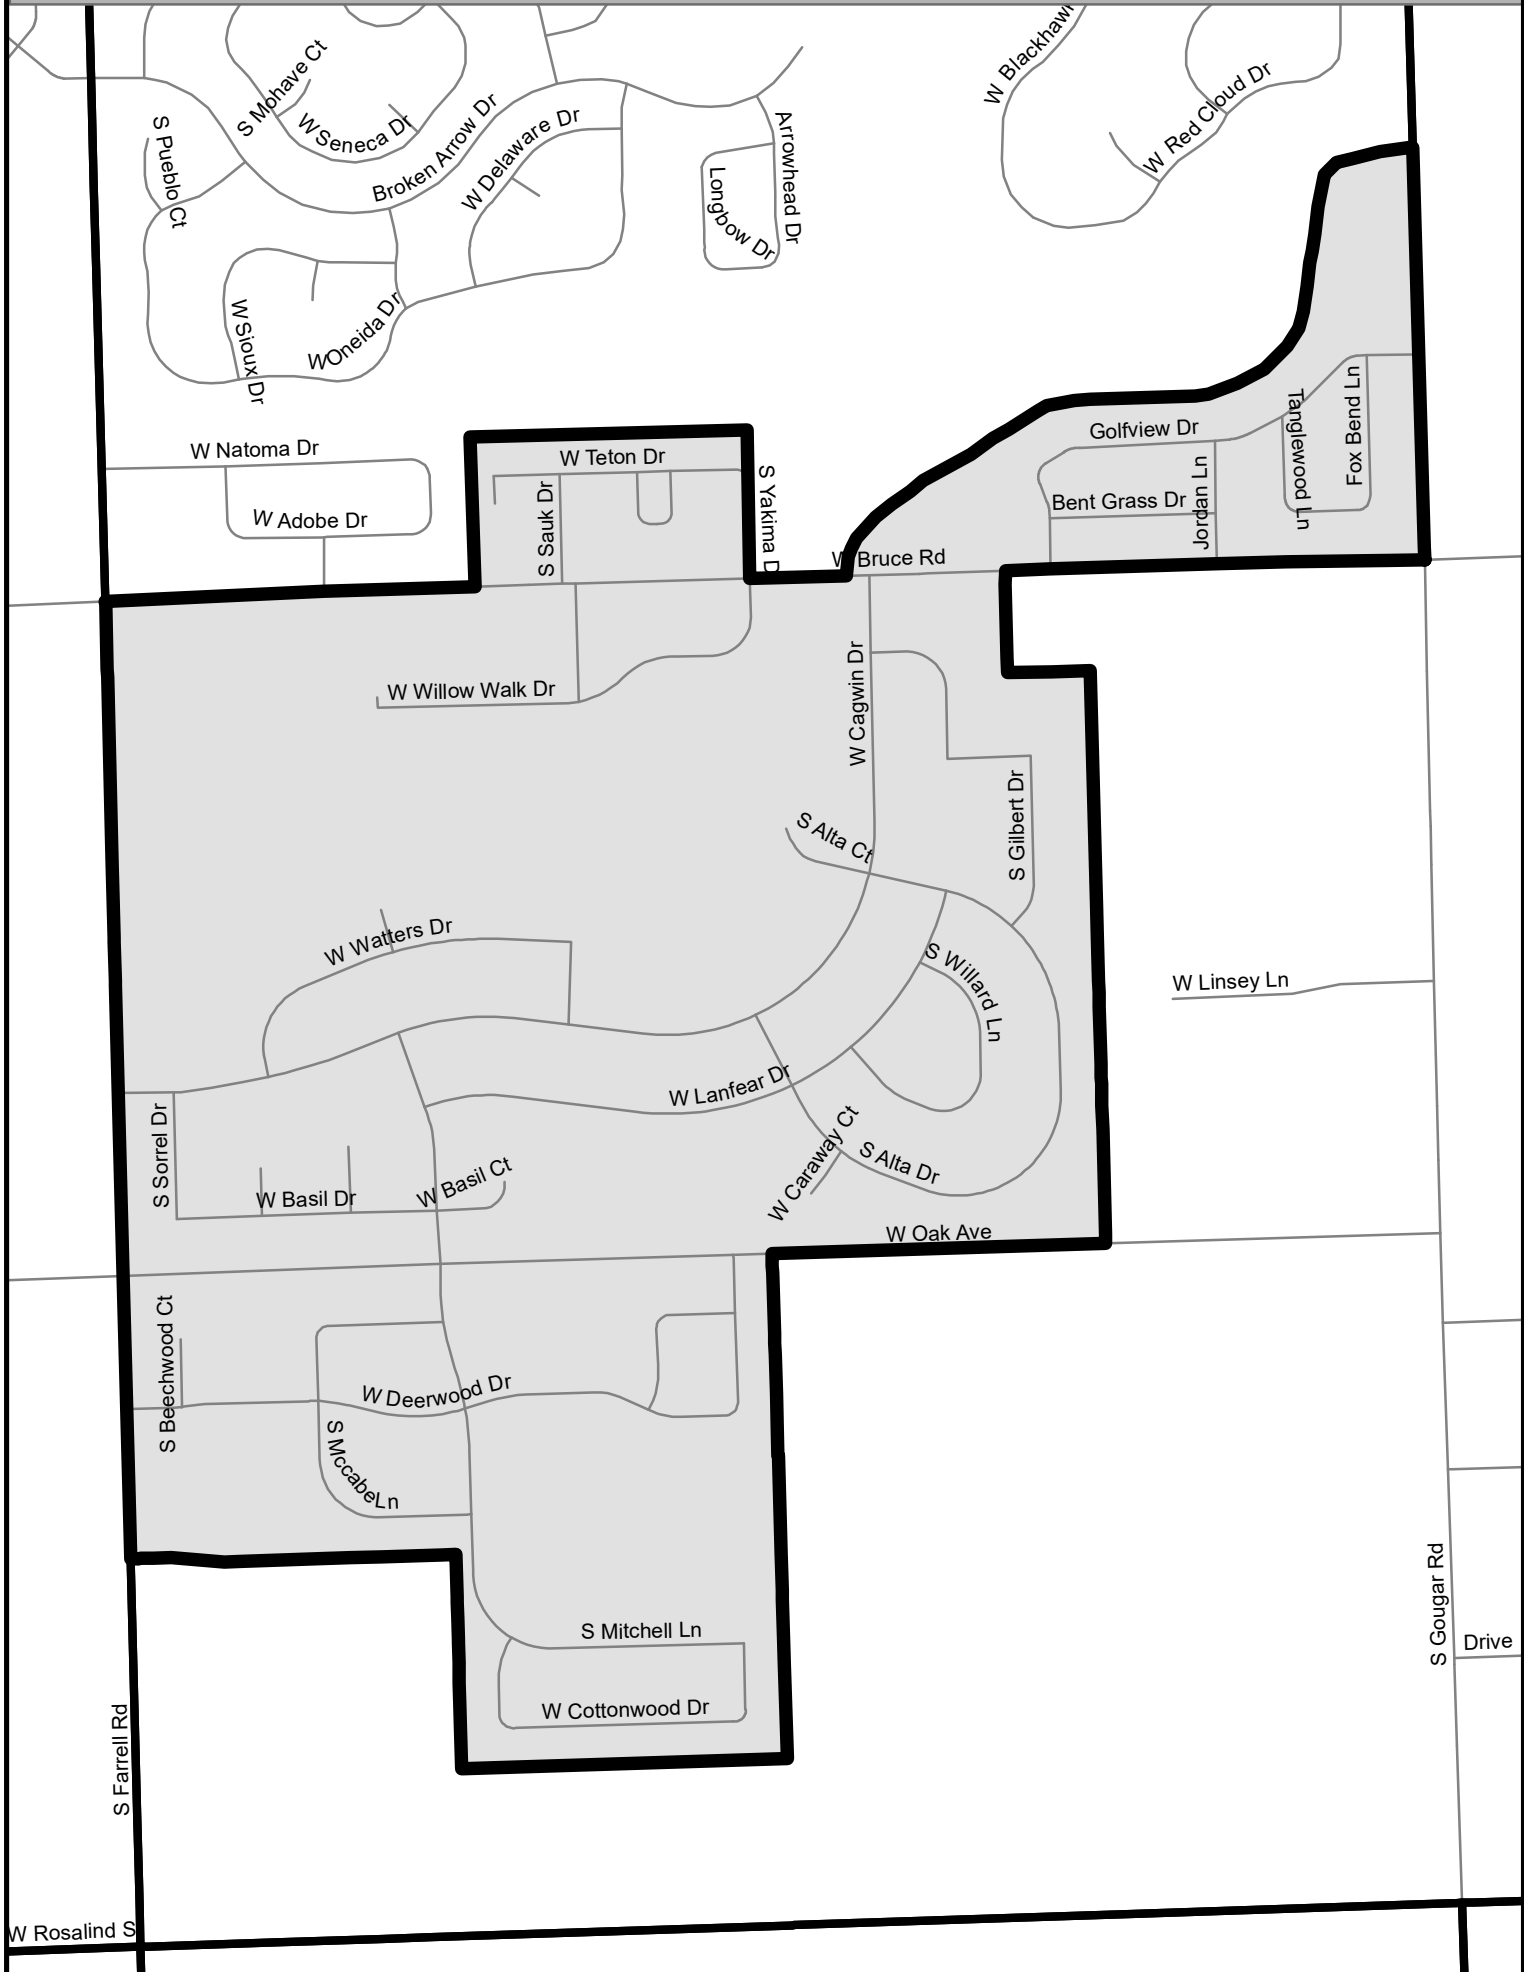 W Blackhawk
S Mohave Ct
W Red Cloud Dr
W Seneca Dr
Broken Arrow Dr
W Delaware Dr
S Pueblo Ct
Arrowhead Dr
Longbow Dr
W Sioux Dr
W Oneida Dr
W Natoma Dr
W Adobe Dr
W Teton Dr
S Sauk Dr
S Yakima D
Golfview Dr
Tanglewood Ln
Fox Bend Ln
Bent Grass Dr
Jordan Ln
W Bruce Rd
W Willow Walk Dr
W Cagwin Dr
S Gilbert Dr
S Alta Ct
W Watters Dr
S Willard Ln
W Linsey Ln
W Lanfear Dr
S Sorrel Dr
W Basil Dr
W Basil Ct
W Caraway Ct
S Alta Dr
W Oak Ave
S Beechwood Ct
W Deerwood Dr
S Mccabe Ln
S Gougar Rd
S Mitchell Ln
Drive
W Cottonwood Dr
S Farrell Rd
W Rosalind S